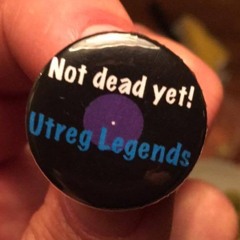 Not dead yet!
Utreg Legends